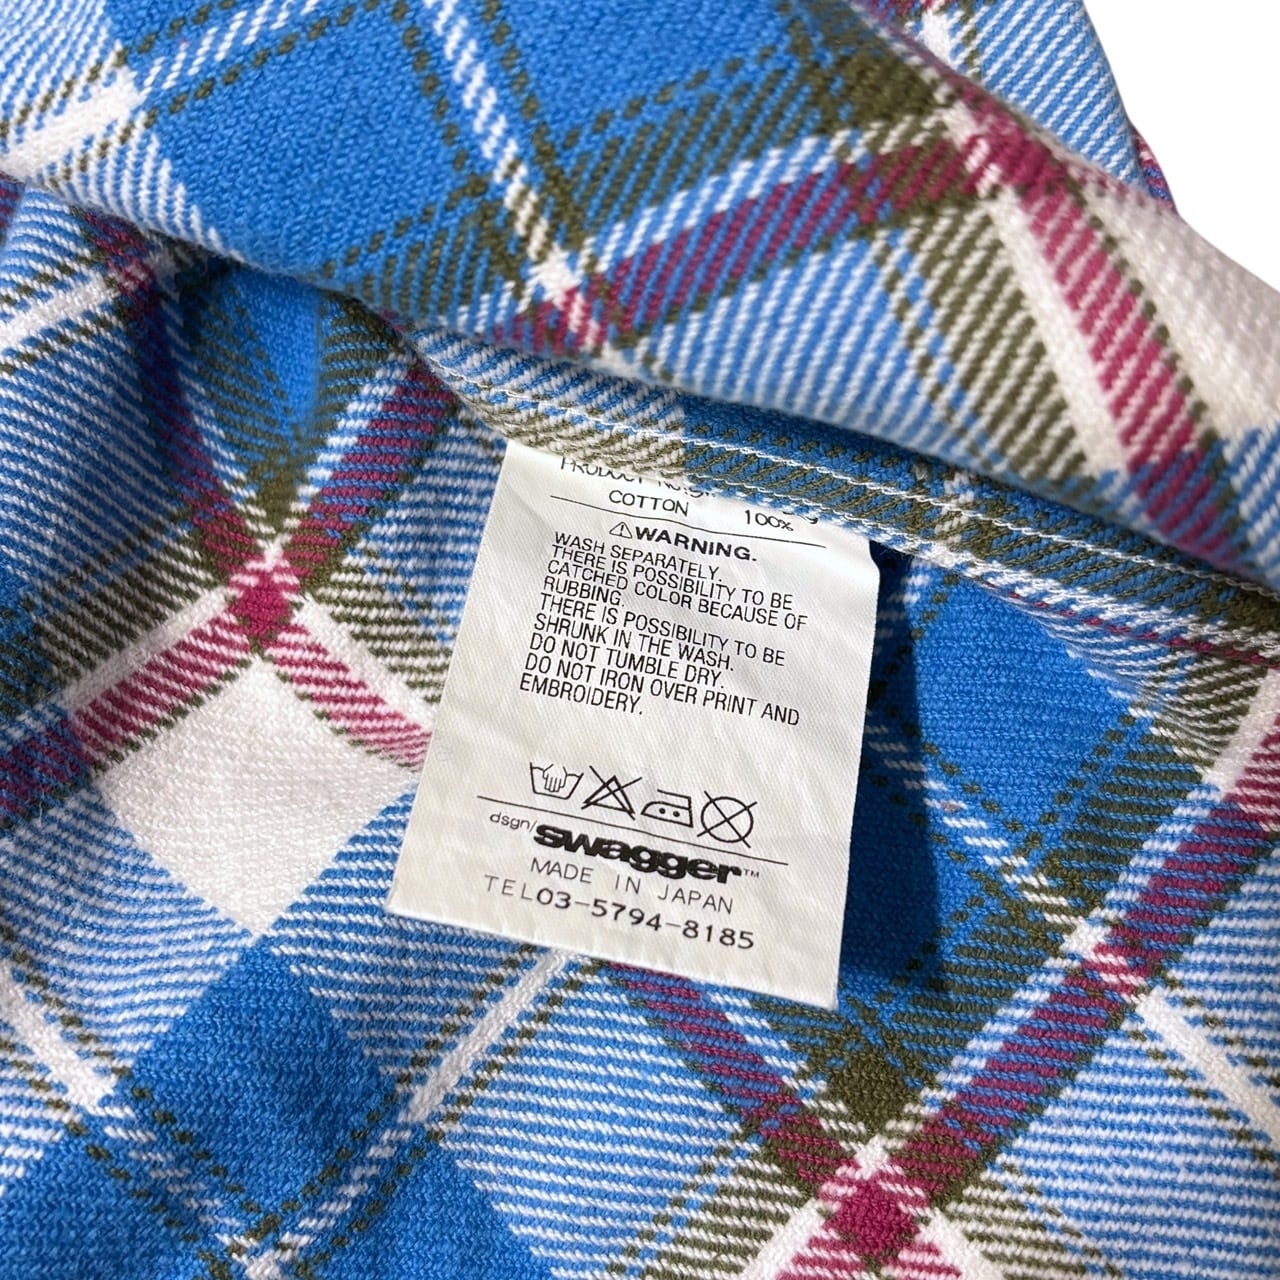 PRODUCT
COTTON 100%
⚠WARNING.
WASH SEPARATELY.
THERE IS POSSIBILITY TO BE
CATCHED COLOR BECAUSE OF
RUBBING.
THERE IS POSSIBILITY TO BE
SHRUNK IN THE WASH.
DO NOT TUMBLE DRY.
DO NOT IRON OVER PRINT AND
EMBROIDERY.
dsgn/swagger™
MADE IN JAPAN
TEL03-5794-8185